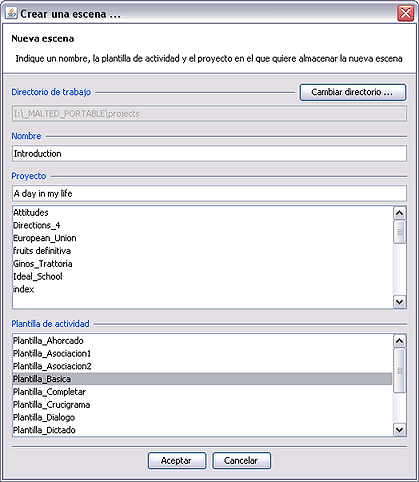 Crear una escena ...
Nueva escena
Indique un nombre, la plantilla de actividad y el proyecto en el que quiere almacenar la nueva escena
Directorio de trabajo
Cambiar directorio ...
I:\_MALTED_PORTABLE\projects
Nombre
Introduction
Proyecto
A day in my life
Attitudes
Directions_4
European_Union
fruits definitiva
Ginos_Trattoria
Ideal_School
index
Plantilla de actividad
Plantilla_Ahorcado
Plantilla_Asociacion1
Plantilla_Asociacion2
Plantilla_Basica
Plantilla_Completar
Plantilla_Crucigrama
Plantilla_Dialogo
Plantilla_Dictado
Aceptar
Cancelar